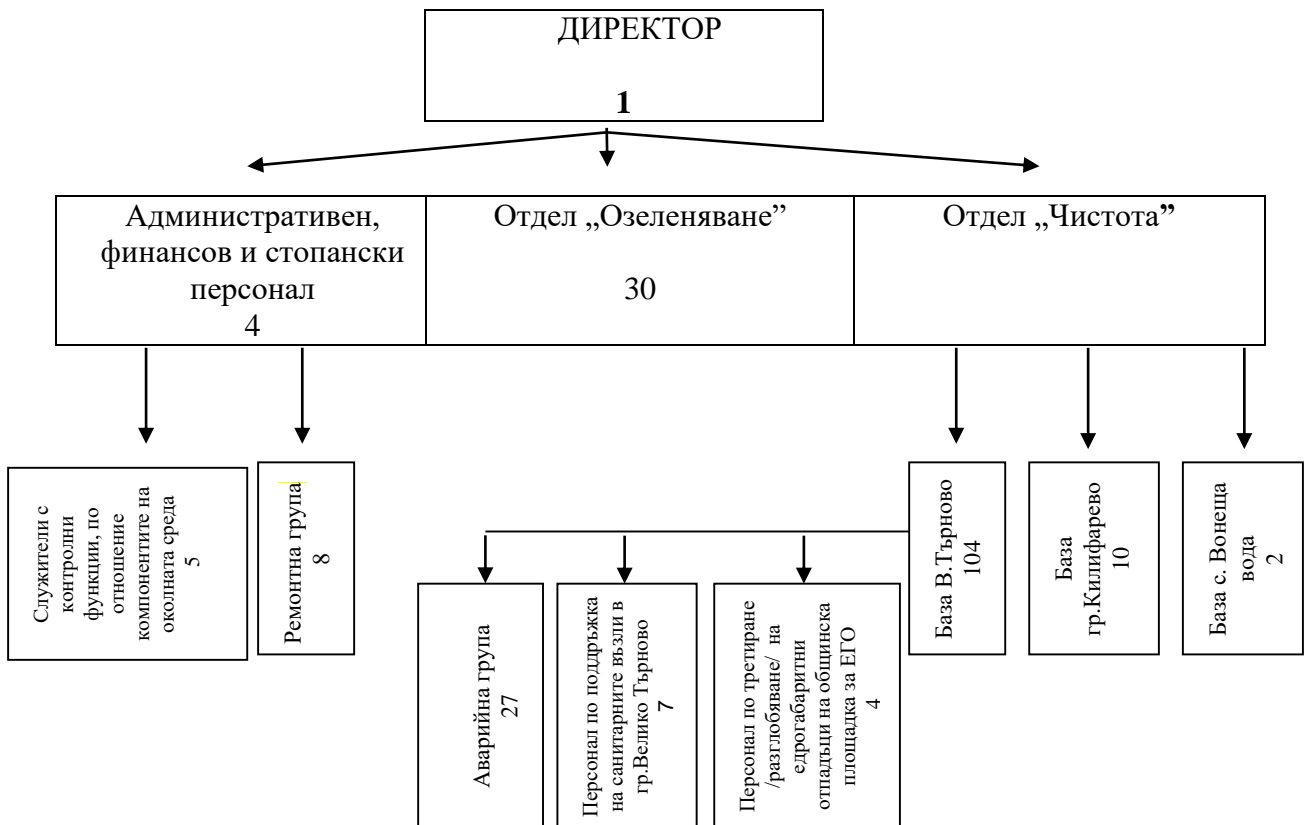 ДИРЕКТОР
1
Административен,
финансов и стопански
персонал
4
Отдел „Озеленяване”
30
Отдел „Чистота”
Служители с
контролни
функции, по
отношение
компонентите на
околната среда
5
Ремонтна група
8
База В.Търново
104
База
гр.Килифарево
10
База с. Вонеща
вода
2
Аварийна група
27
Персонал по поддръжка
на санитарните възли в
гр.Велико Търново
7
Персонал по третиране
/разглобяване/ на
едрогабаритни
отпадъци на общинска
площадка за ЕГО
4